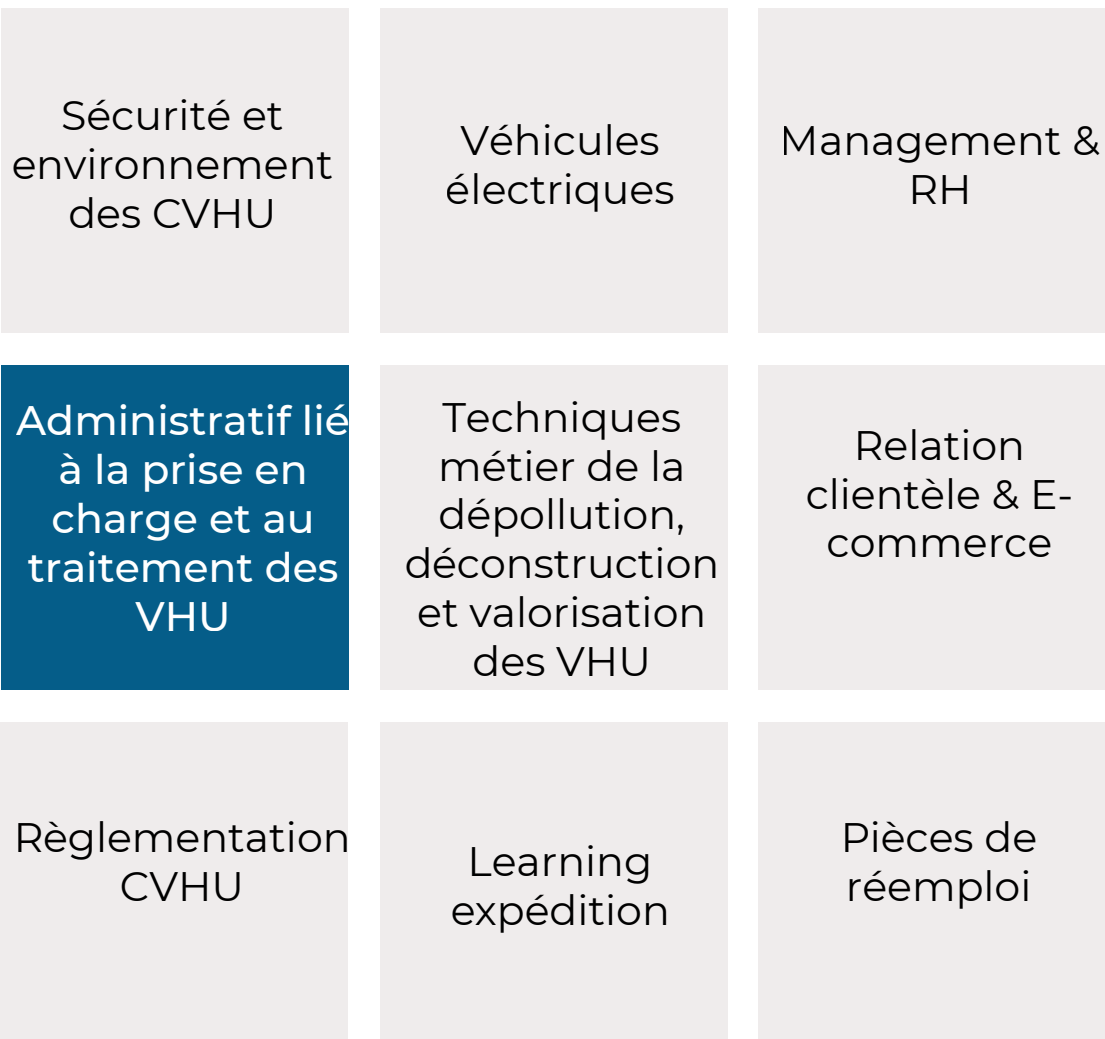 Sécurité et
environnement
des CVHU
Véhicules
électriques
Management &
RH
Administratif lié
à la prise en
charge et au
traitement des
VHU
Techniques
métier de la
dépollution,
déconstruction
et valorisation
des VHU
Relation
clientèle & E-
commerce
Règlementation
CVHU
Learning
expédition
Pièces de
réemploi